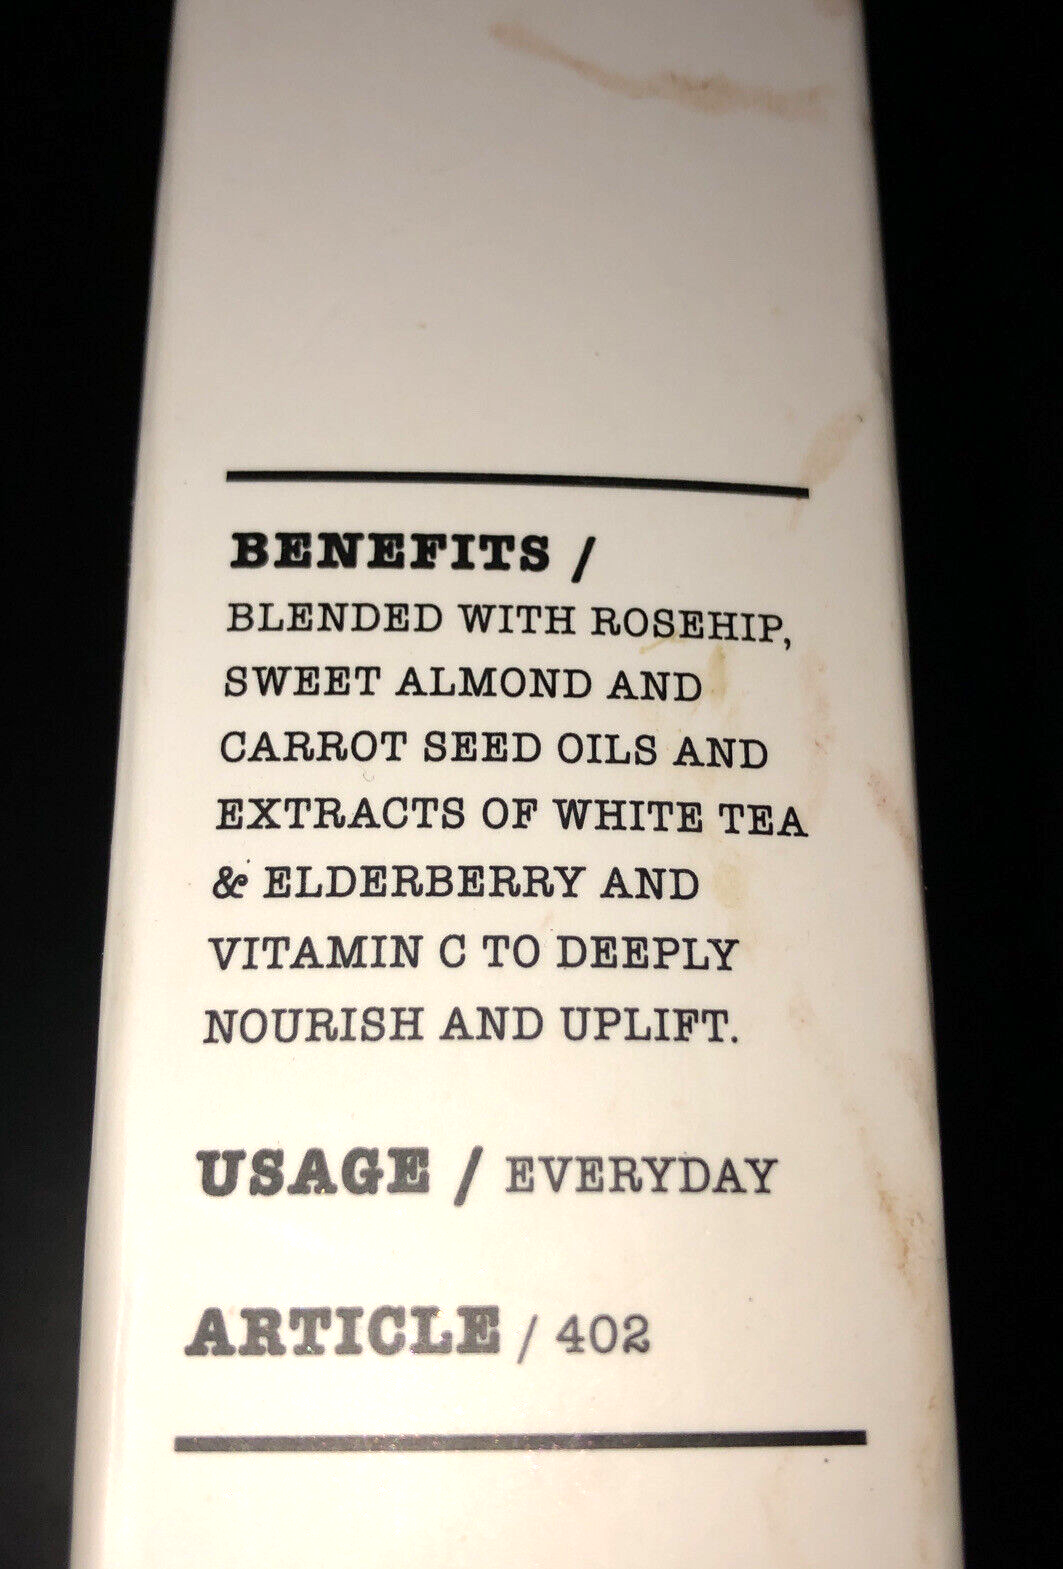 BENEFITS /
BLENDED WITH ROSEHIP,
SWEET ALMOND AND
CARROT SEED OILS AND
EXTRACTS OF WHITE TEA
& ELDERBERRY AND
VITAMIN C TO DEEPLY
NOURISH AND UPLIFT.
USAGE / EVERYDAY
ARTICLE / 402